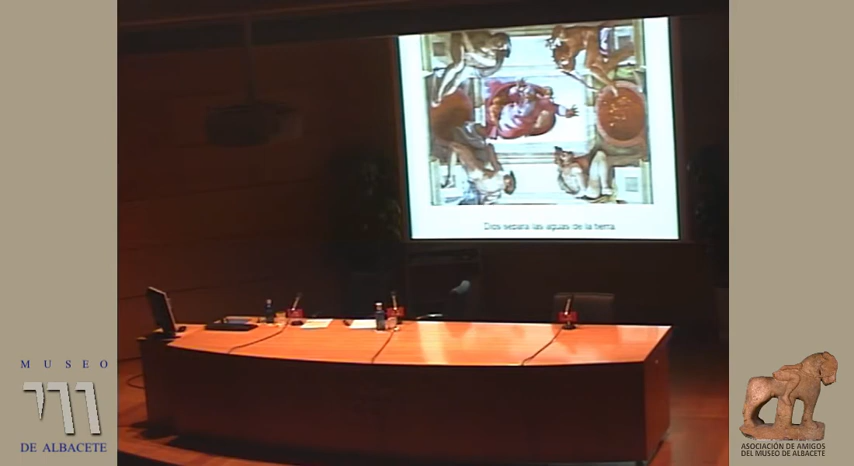 Dios separa las aguas de la tierra
MUSEO
DE ALBACETE
ASOCIACIÓN DE AMIGOS
DEL MUSEO DE ALBACETE